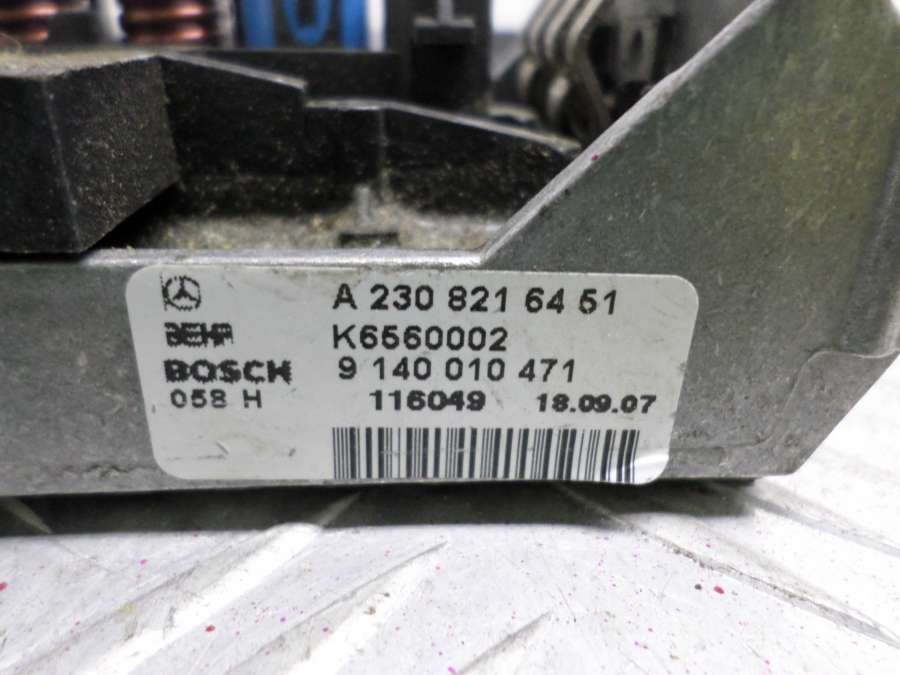 A 230 821 64 51
BEHR K6560002
BOSCH 9 140 010 471
058 H 116049 18.09.07